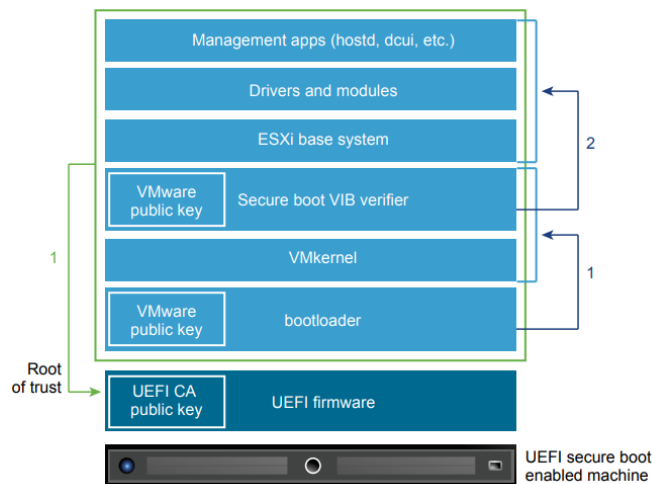 Management apps (hostd, dcui, etc.)
Drivers and modules
ESXi base system
2
VMware
public key
Secure boot VIB verifier
1
VMkernel
1
VMware
public key
bootloader
Root
of trust
UEFI CA
public key
UEFI firmware
UEFI secure boot
enabled machine